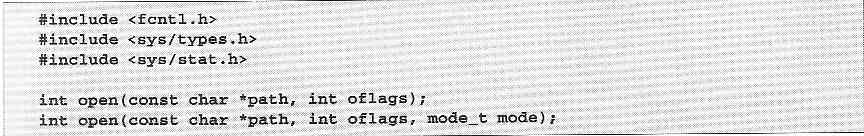 #include <fcntl.h>
#include <sys/types.h>
#include <sys/stat.h>
int open(const char *path, int oflags);
int open(const char *path, int oflags, mode_t mode);